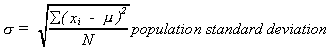 σ = √(Σ(xᵢ - μ)² / N) population standard deviation